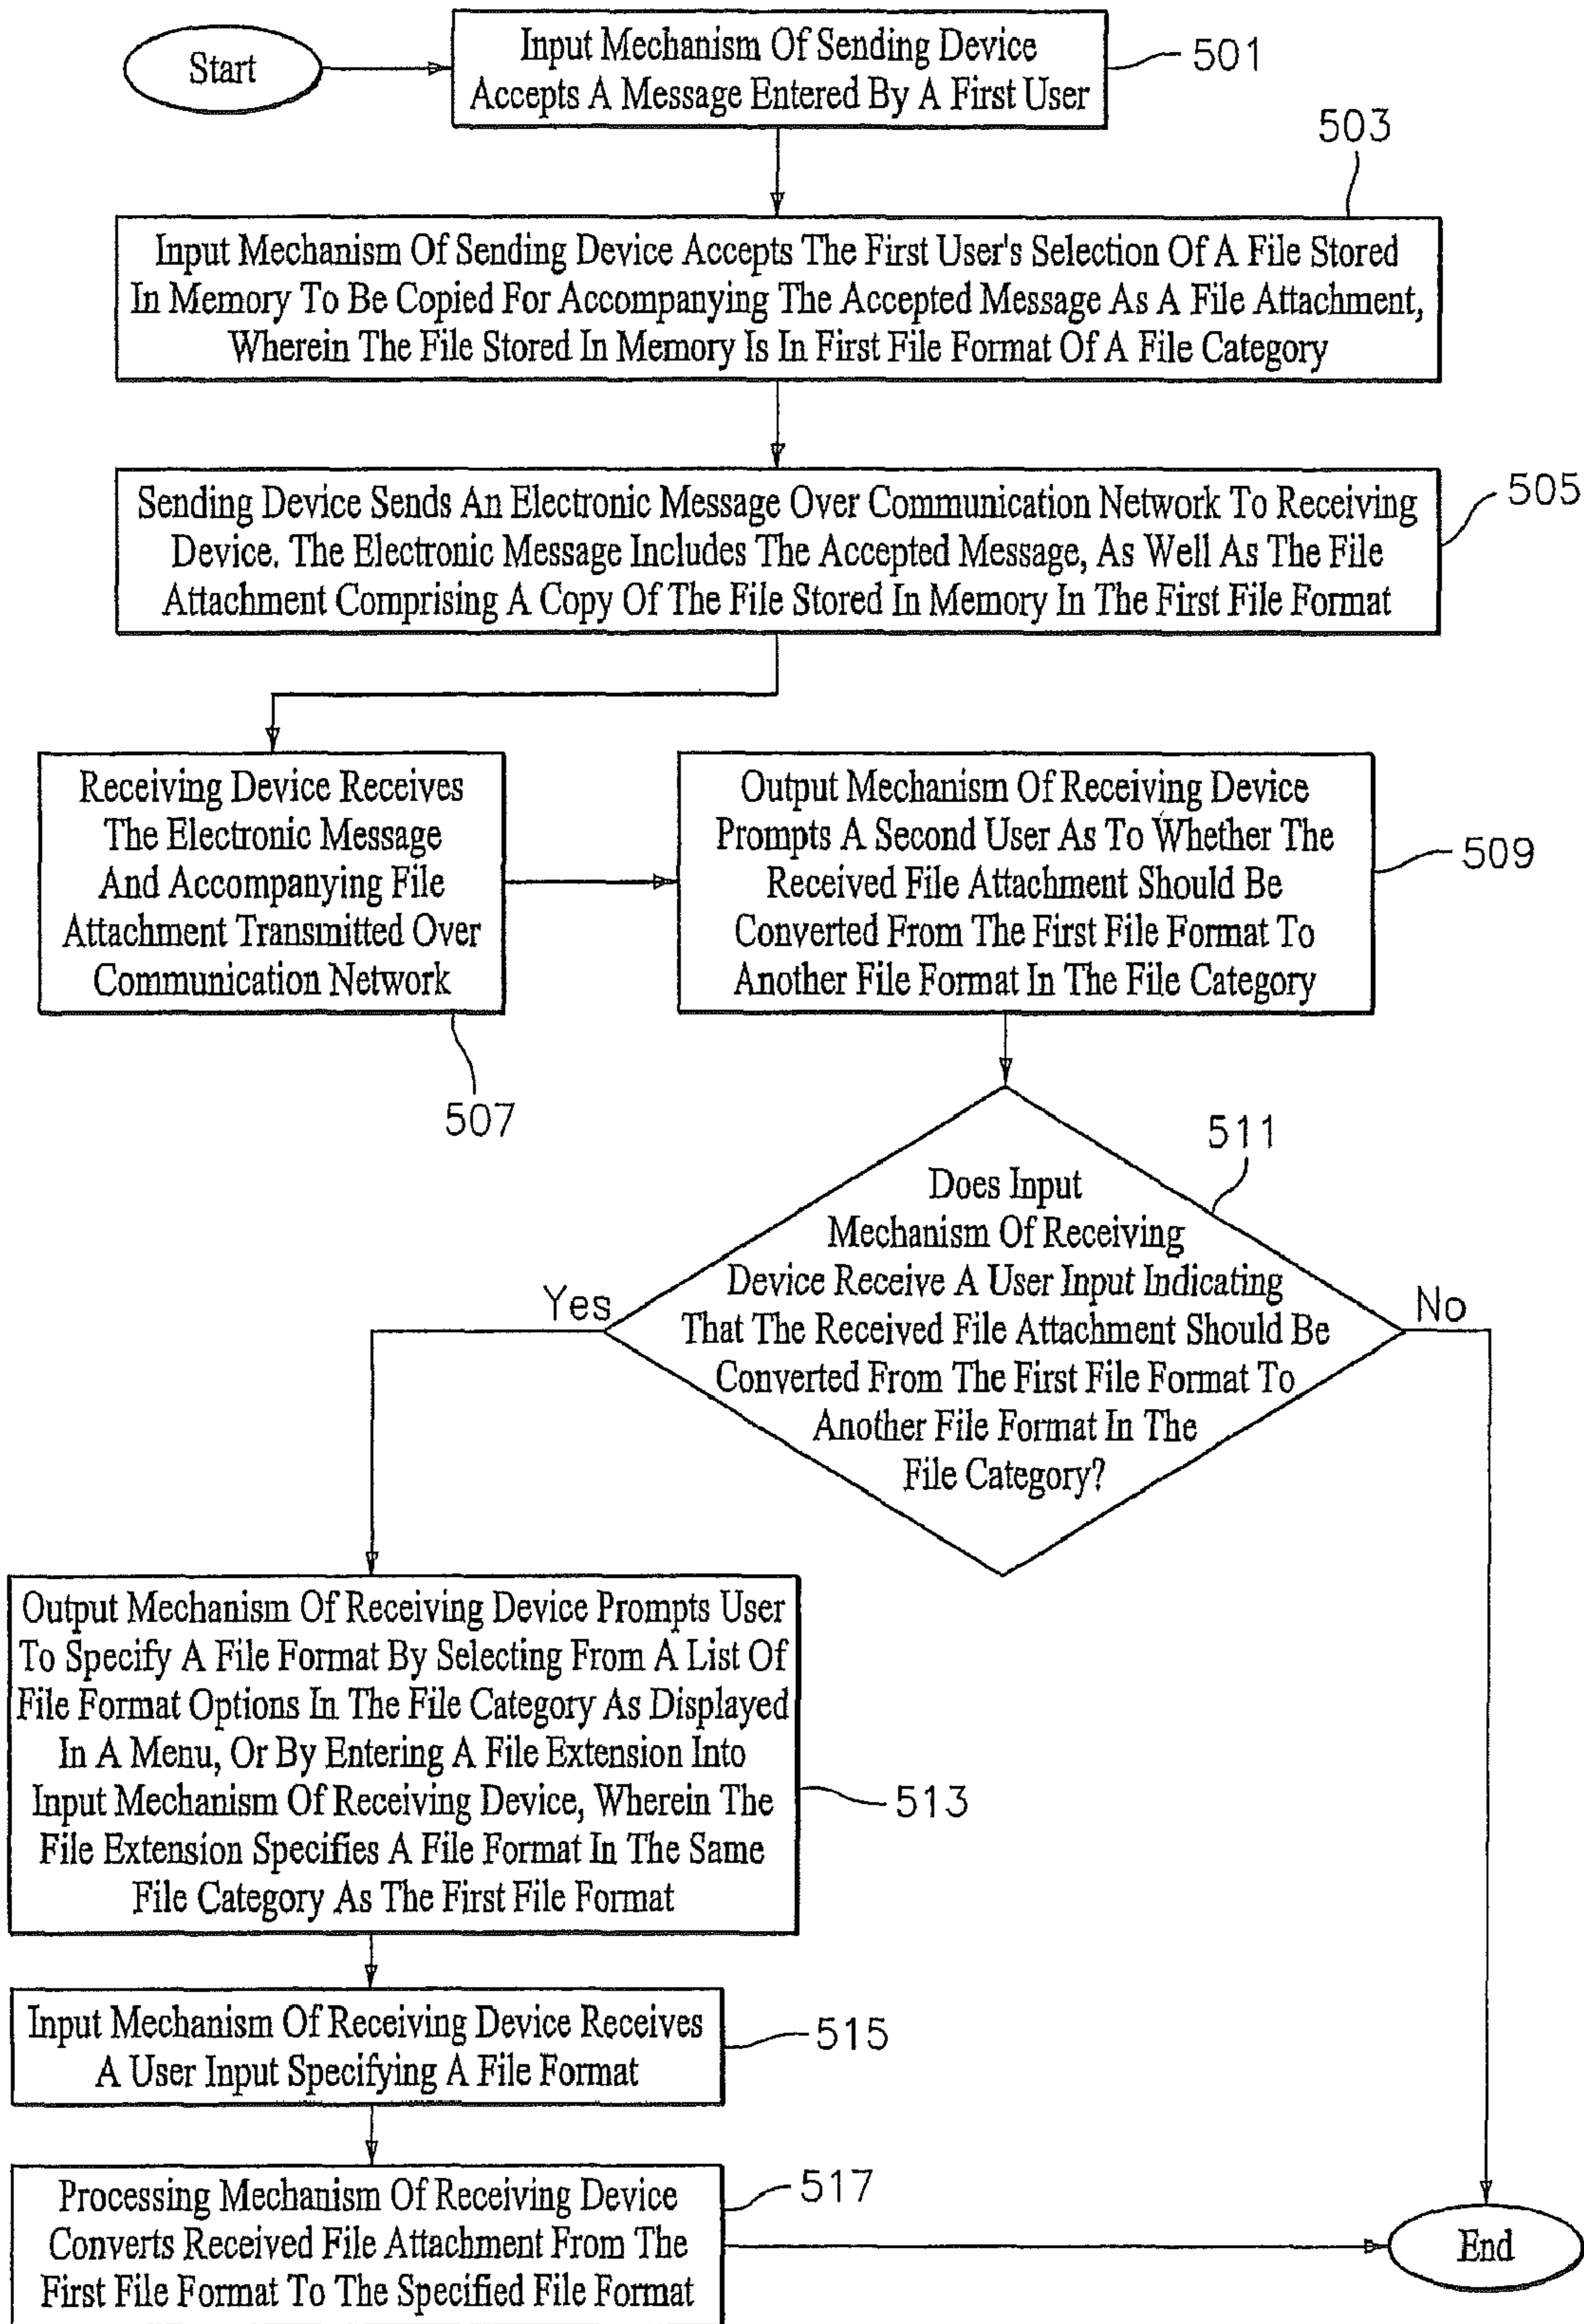 Start
Input Mechanism Of Sending Device
Accepts A Message Entered By A First User
501
503
Input Mechanism Of Sending Device Accepts The First User's Selection Of A File Stored
In Memory To Be Copied For Accompanying The Accepted Message As A File Attachment,
Wherein The File Stored In Memory Is In First File Format Of A File Category
Sending Device Sends An Electronic Message Over Communication Network To Receiving
Device. The Electronic Message Includes The Accepted Message, As Well As The File
Attachment Comprising A Copy Of The File Stored In Memory In The First File Format
505
Receiving Device Receives
The Electronic Message
And Accompanying File
Attachment Transmitted Over
Communication Network
507
Output Mechanism Of Receiving Device
Prompts A Second User As To Whether The
Received File Attachment Should Be
Converted From The First File Format To
Another File Format In The File Category
509
511
Does Input
Mechanism Of Receiving
Device Receive A User Input Indicating
That The Received File Attachment Should Be
Converted From The First File Format To
Another File Format In The
File Category?
Yes
No
Output Mechanism Of Receiving Device Prompts User
To Specify A File Format By Selecting From A List Of
File Format Options In The File Category As Displayed
In A Menu, Or By Entering A File Extension Into
Input Mechanism Of Receiving Device, Wherein The
File Extension Specifies A File Format In The Same
File Category As The First File Format
513
Input Mechanism Of Receiving Device Receives
A User Input Specifying A File Format
515
Processing Mechanism Of Receiving Device
Converts Received File Attachment From The
First File Format To The Specified File Format
517
End